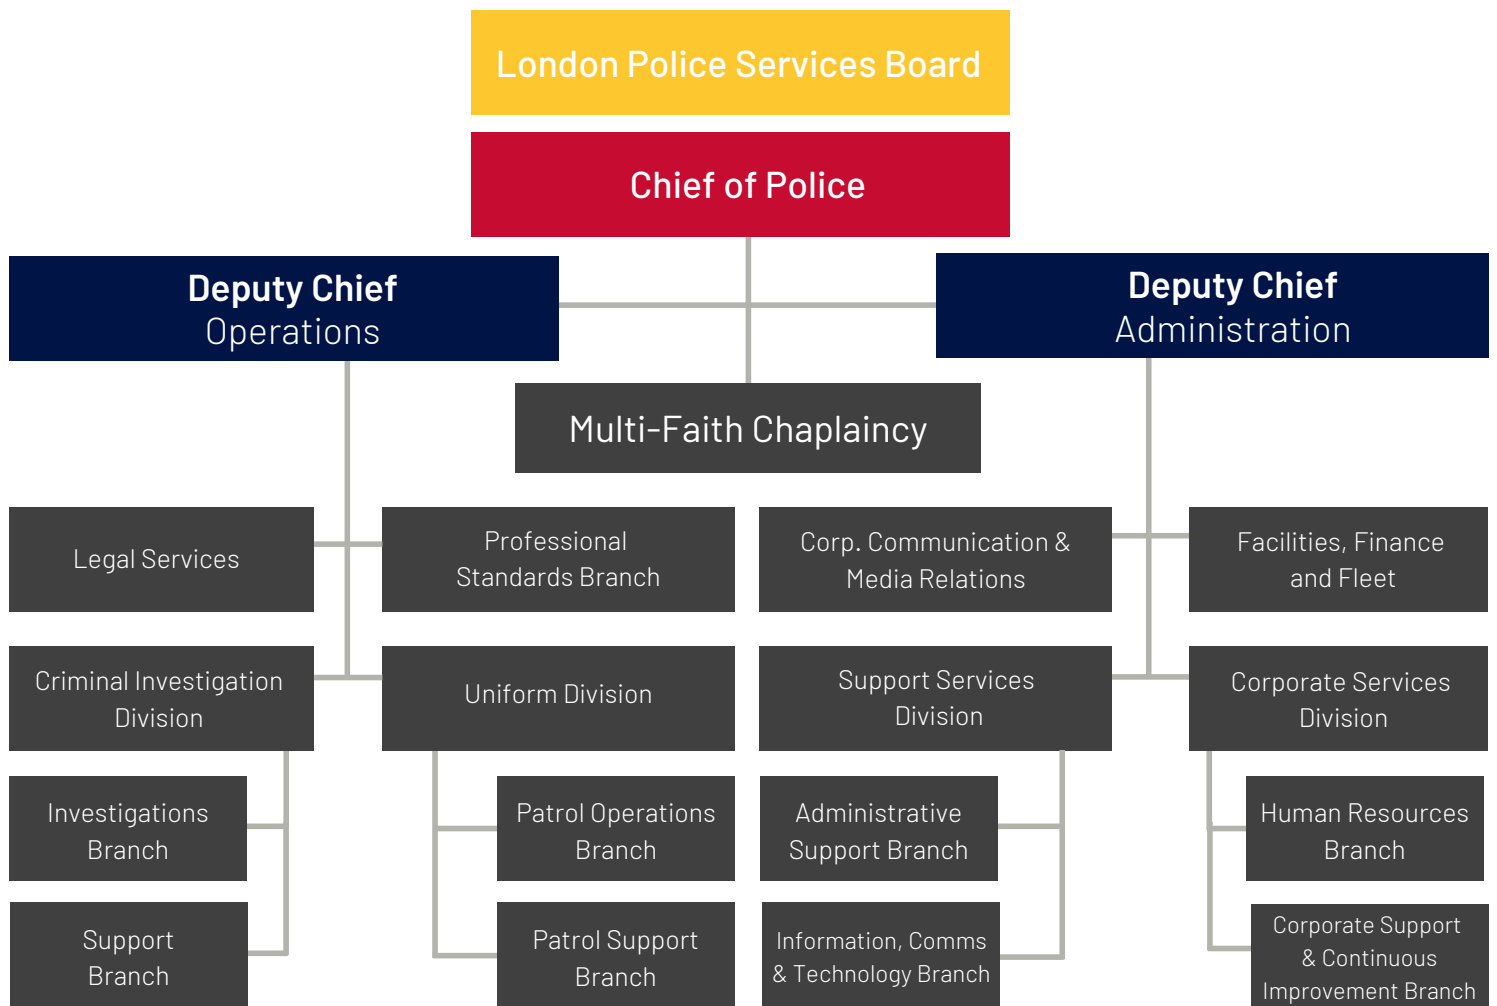 London Police Services Board
Chief of Police
Deputy Chief
Operations
Deputy Chief
Administration
Multi-Faith Chaplaincy
Legal Services
Professional
Standards Branch
Corp. Communication &
Media Relations
Facilities, Finance
and Fleet
Criminal Investigation
Division
Uniform Division
Support Services
Division
Corporate Services
Division
Investigations
Branch
Patrol Operations
Branch
Administrative
Support Branch
Human Resources
Branch
Support
Branch
Patrol Support
Branch
Information, Comms
& Technology Branch
Corporate Support
& Continuous
Improvement Branch